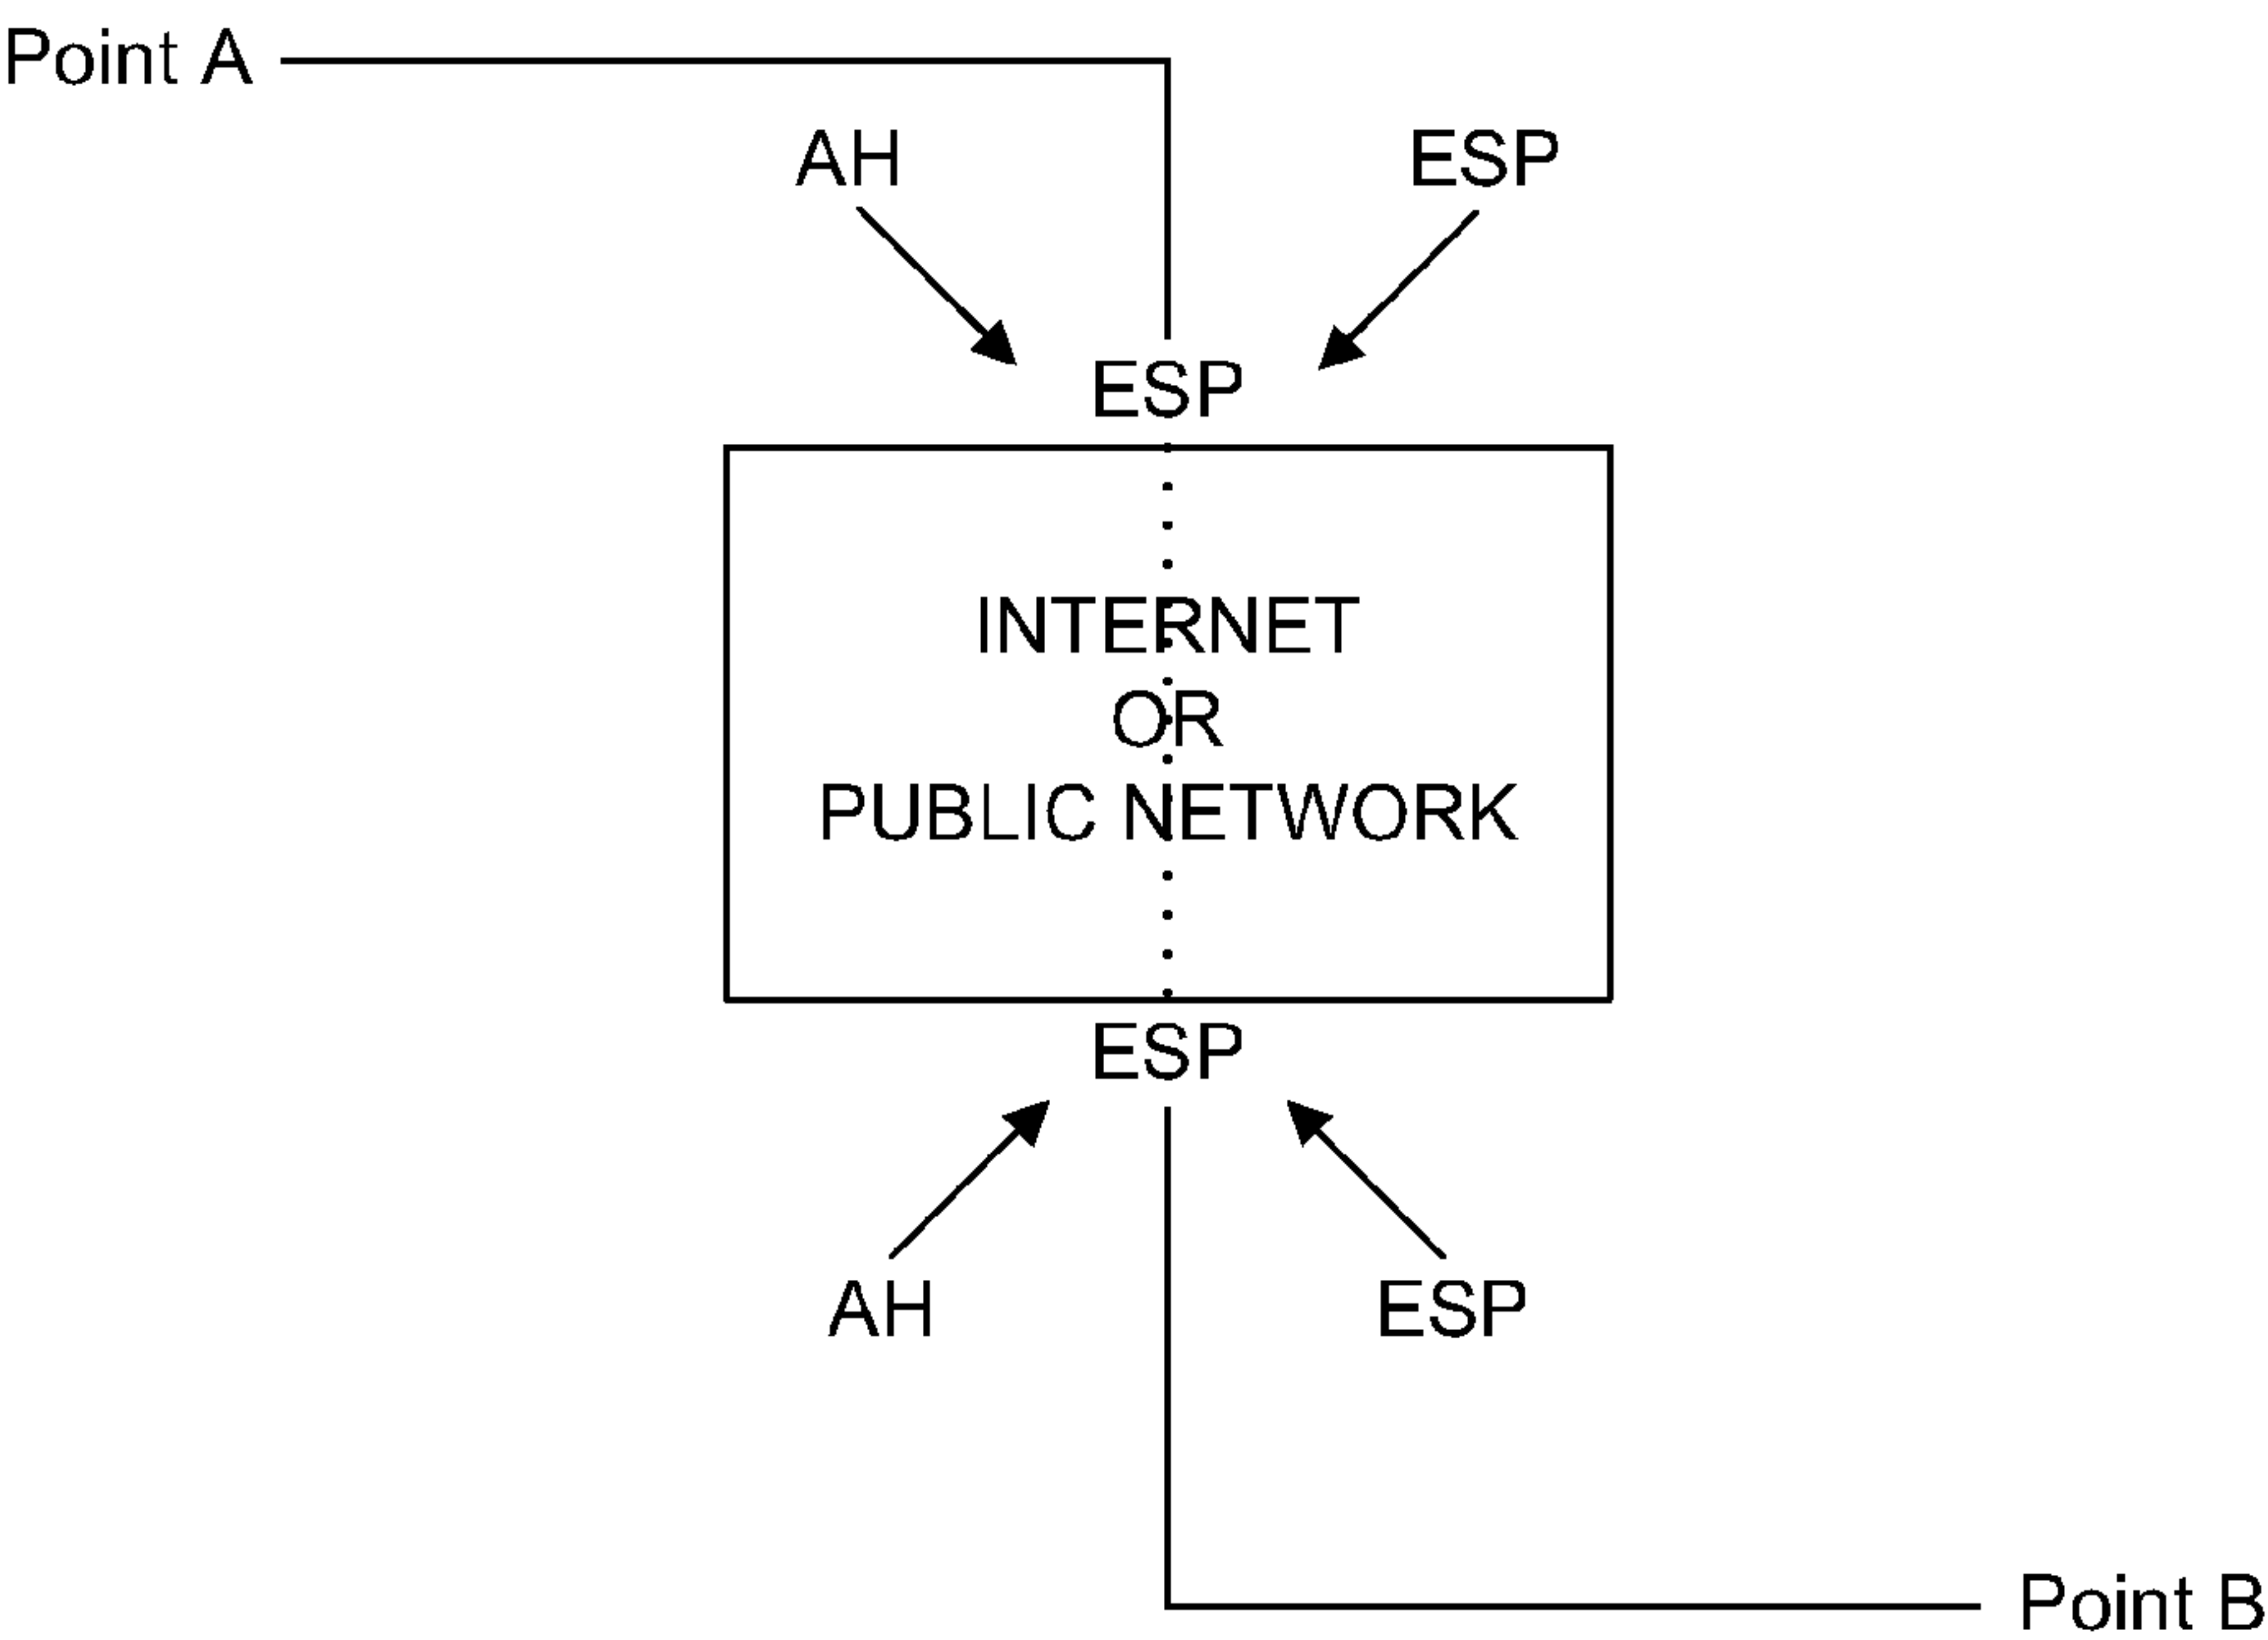 Point A
AH
ESP
ESP
INTERNET
OR
PUBLIC NETWORK
ESP
AH
ESP
Point B